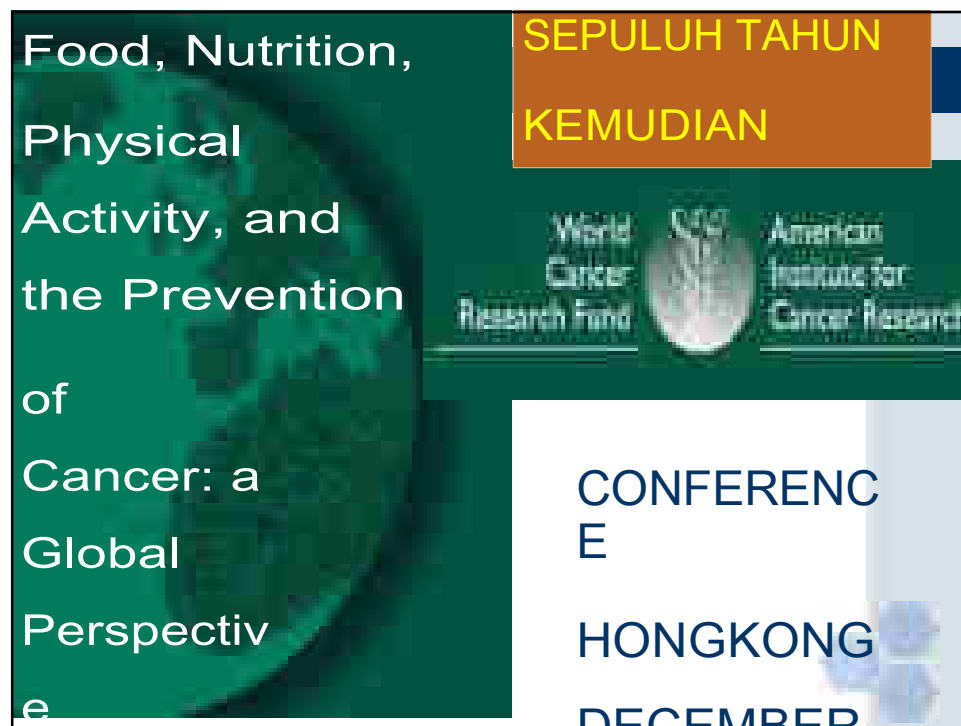 Food, Nutrition,
Physical
Activity, and
the Prevention
of
Cancer: a
Global
Perspectiv
e
SEPULUH TAHUN
KEMUDIAN
World
Cancer
Research Fund
American
Institute for
Cancer Research
CONFERENC
E
HONGKONG
DECEMBER